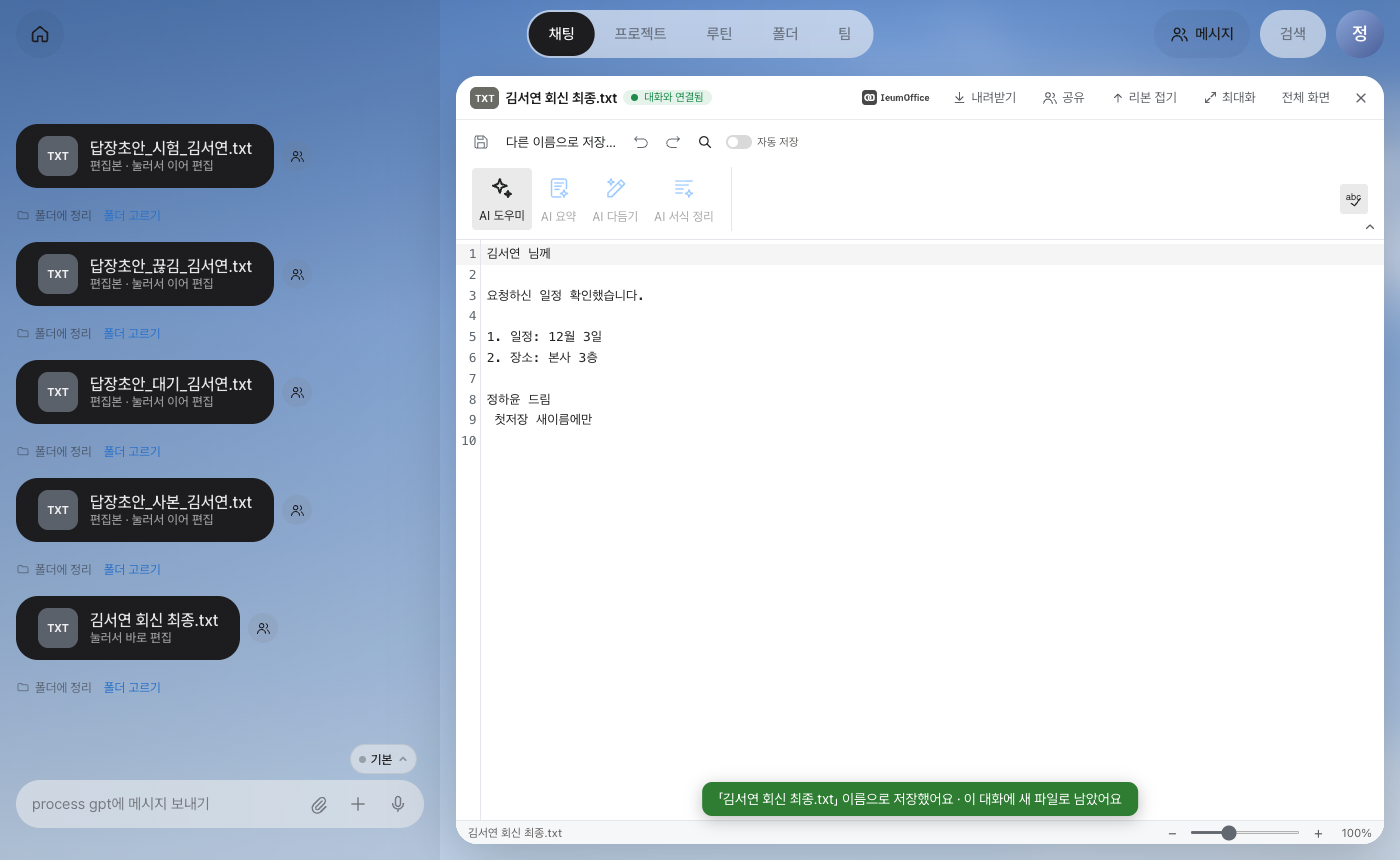 채팅
프로젝트
루틴
폴더
팀
메시지
검색
정
TXT
답장초안_시험_김서연.txt
편집본 · 눌러서 이어 편집
폴더에 정리 폴더 고르기
TXT
답장초안_끊김_김서연.txt
편집본 · 눌러서 이어 편집
폴더에 정리 폴더 고르기
TXT
답장초안_대기_김서연.txt
편집본 · 눌러서 이어 편집
폴더에 정리 폴더 고르기
TXT
답장초안_사본_김서연.txt
편집본 · 눌러서 이어 편집
폴더에 정리 폴더 고르기
TXT
김서연 회신 최종.txt
눌러서 바로 편집
폴더에 정리 폴더 고르기
기본
process gpt에 메시지 보내기
TXT 김서연 회신 최종.txt 대화와 연결됨
IeumOffice 내려받기 공유 리본 접기 최대화 전체 화면
다른 이름으로 저장... 자동 저장
AI 도우미 AI 요약 AI 다듬기 AI 서식 정리
abc
1 김서연 님께
2
3 요청하신 일정 확인했습니다.
4
5 1. 일정: 12월 3일
6 2. 장소: 본사 3층
7
8 정하윤 드림
9 첫저장 새이름에만
10
「김서연 회신 최종.txt」 이름으로 저장했어요 · 이 대화에 새 파일로 남았어요
김서연 회신 최종.txt
100%